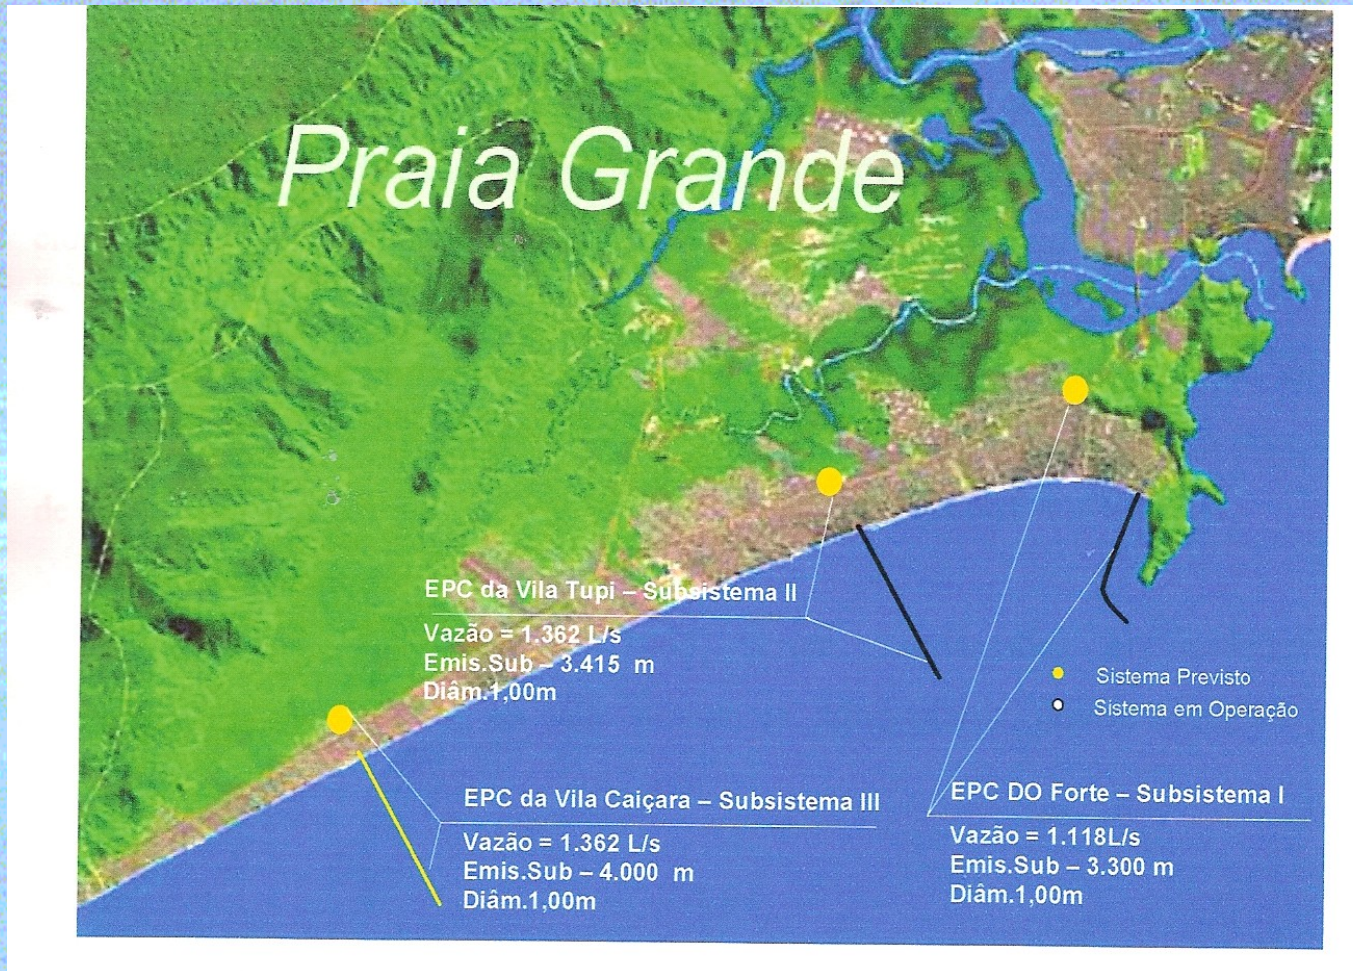 Praia Grande
EPC da Vila Tupi – Subsistema II
Vazão = 1.362 L/s
Emis.Sub – 3.415 m
Diâm.1,00m
Sistema Previsto
Sistema em Operação
EPC da Vila Caiçara – Subsistema III
Vazão = 1.362 L/s
Emis.Sub – 4.000 m
Diâm.1,00m
EPC DO Forte – Subsistema I
Vazão = 1.118L/s
Emis.Sub – 3.300 m
Diâm.1,00m